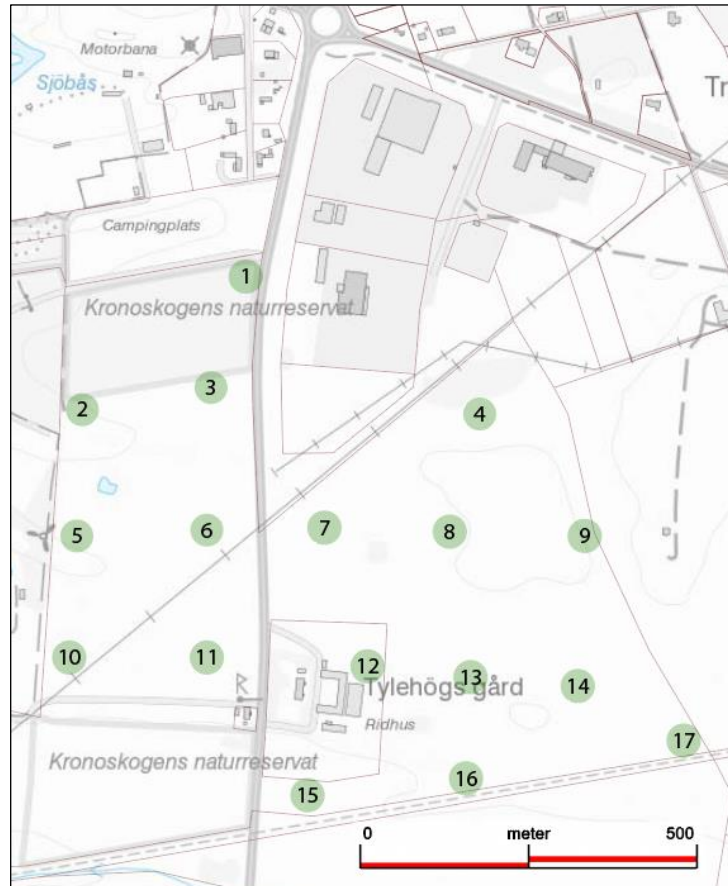 Motorbana
Sjöbås
Tr
Campingplats
1
Kronoskogens naturreservat
3
2
4
5
6
7
8
9
10
11
12
13
14
Tylehögs gård
R
Ridhus
17
Kronoskogens naturreservat
16
15
0 meter 500